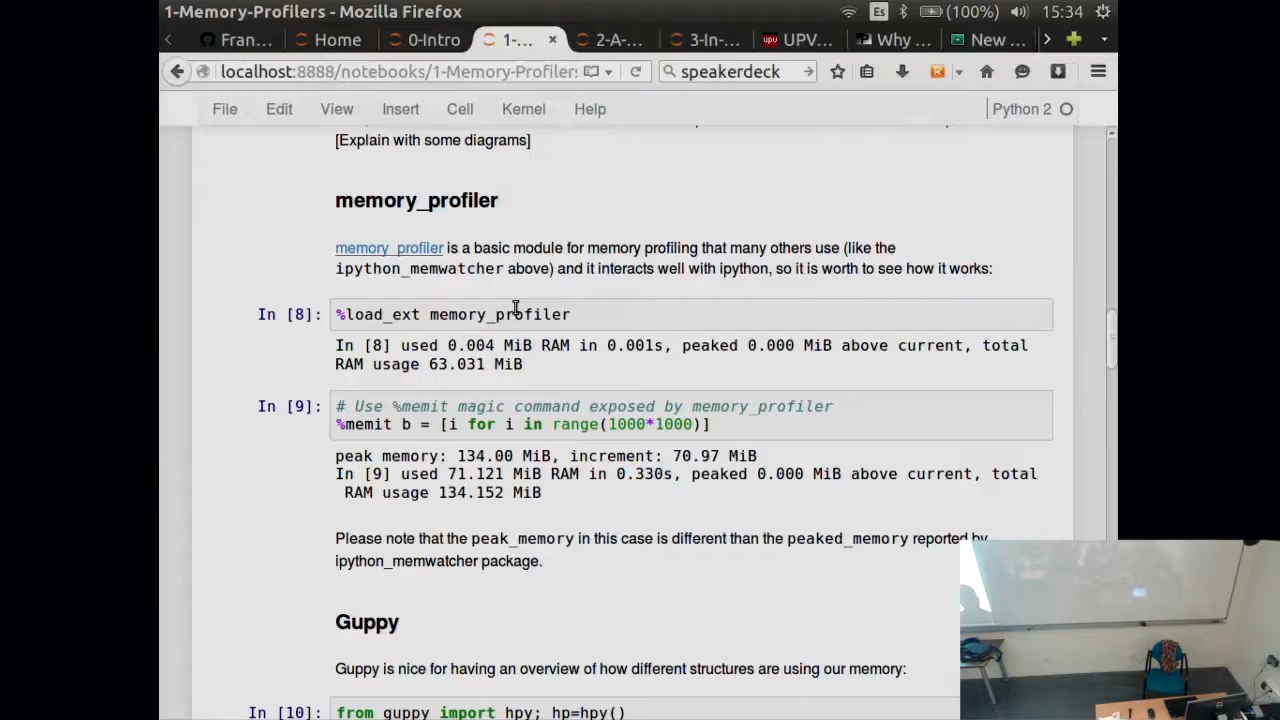 1-Memory-Profilers - Mozilla Firefox
Es
(100%)
15:34
Fran...
Home
0-Intro
1-...
2-A-...
3-In-...
upu
UPV...
Why ...
New ...
localhost:8888/notebooks/1-Memory-Profilers
speakerdeck
File
Edit
View
Insert
Cell
Kernel
Help
Python 2
[Explain with some diagrams]
memory_profiler
memory_profiler is a basic module for memory profiling that many others use (like the
ipython_memwatcher above) and it interacts well with ipython, so it is worth to see how it works:
In [8]: %load_ext memory_profiler
In [8] used 0.004 MiB RAM in 0.001s, peaked 0.000 MiB above current, total
RAM usage 63.031 MiB
In [9]: # Use %memit magic command exposed by memory_profiler
%memit b = [i for i in range(1000*1000)]
peak memory: 134.00 MiB, increment: 70.97 MiB
In [9] used 71.121 MiB RAM in 0.330s, peaked 0.000 MiB above current, total
RAM usage 134.152 MiB
Please note that the peak_memory in this case is different than the peaked_memory reported by
ipython_memwatcher package.
Guppy
Guppy is nice for having an overview of how different structures are using our memory:
In [10]: from guppy import hpy; hp=hpy()